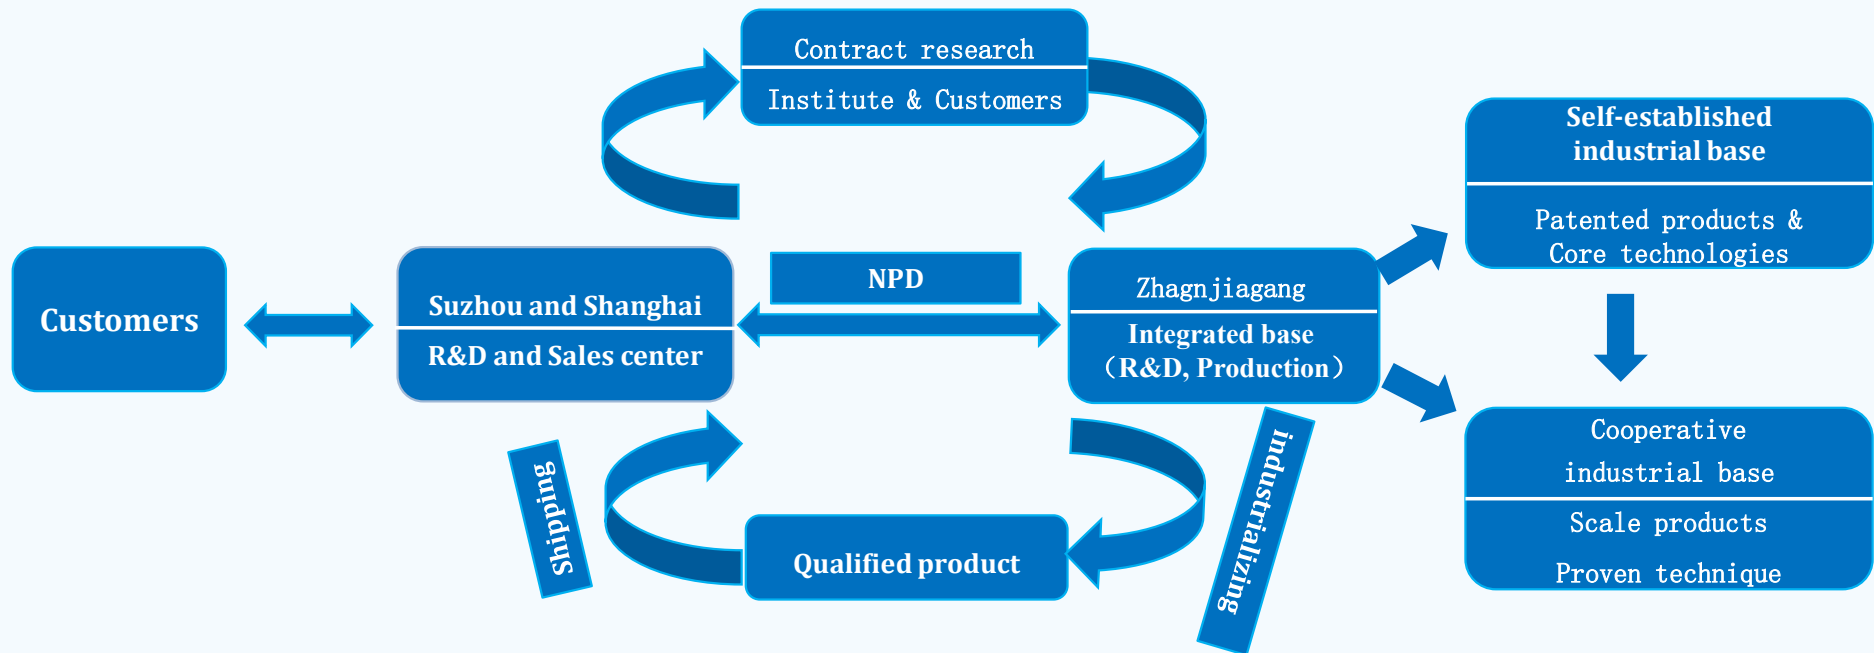 Contract research
Institute & Customers
Self-established
industrial base
Patented products &
Core technologies
Customers
Suzhou and Shanghai
R&D and Sales center
NPD
Zhagnjiagang
Integrated base
（R&D, Production）
Cooperative
industrial base
Scale products
Proven technique
Shipping
Qualified product
industrializing